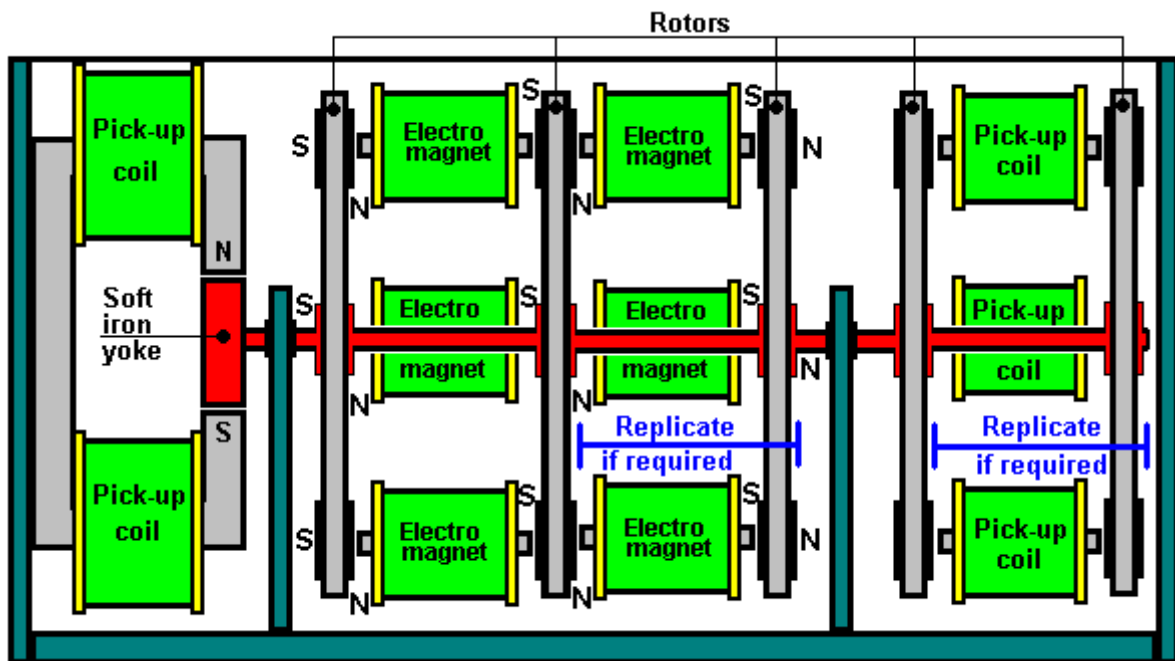 Rotors
Pick-up
coil
N
Soft
iron
yoke
S
Pick-up
coil
S
Electro
magnet
N
S
Electro
magnet
N
S
N
S
Electro
magnet
N
S
Electro
magnet
N
S
N
Replicate
if required
S
Electro
magnet
N
S
Electro
magnet
N
S
N
Pick-up
coil
Pick-up
coil
Replicate
if required
Pick-up
coil